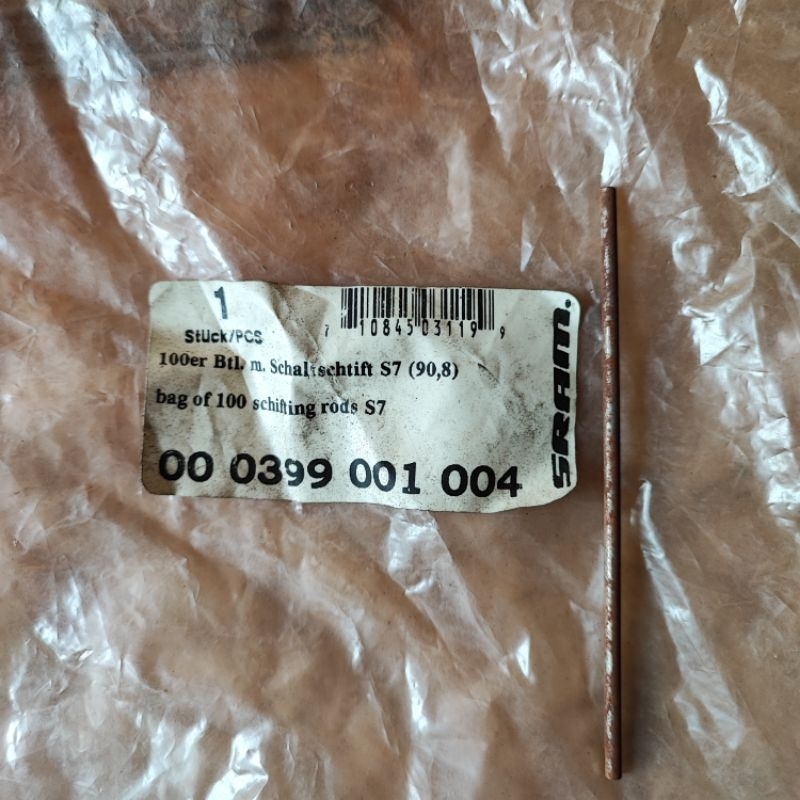 1
Stück/PCS
7 10845 03119 9
100er Btl. m. Schaltschtift S7 (90,8)
bag of 100 schifting rods S7
00 0399 001 004
SRAM.